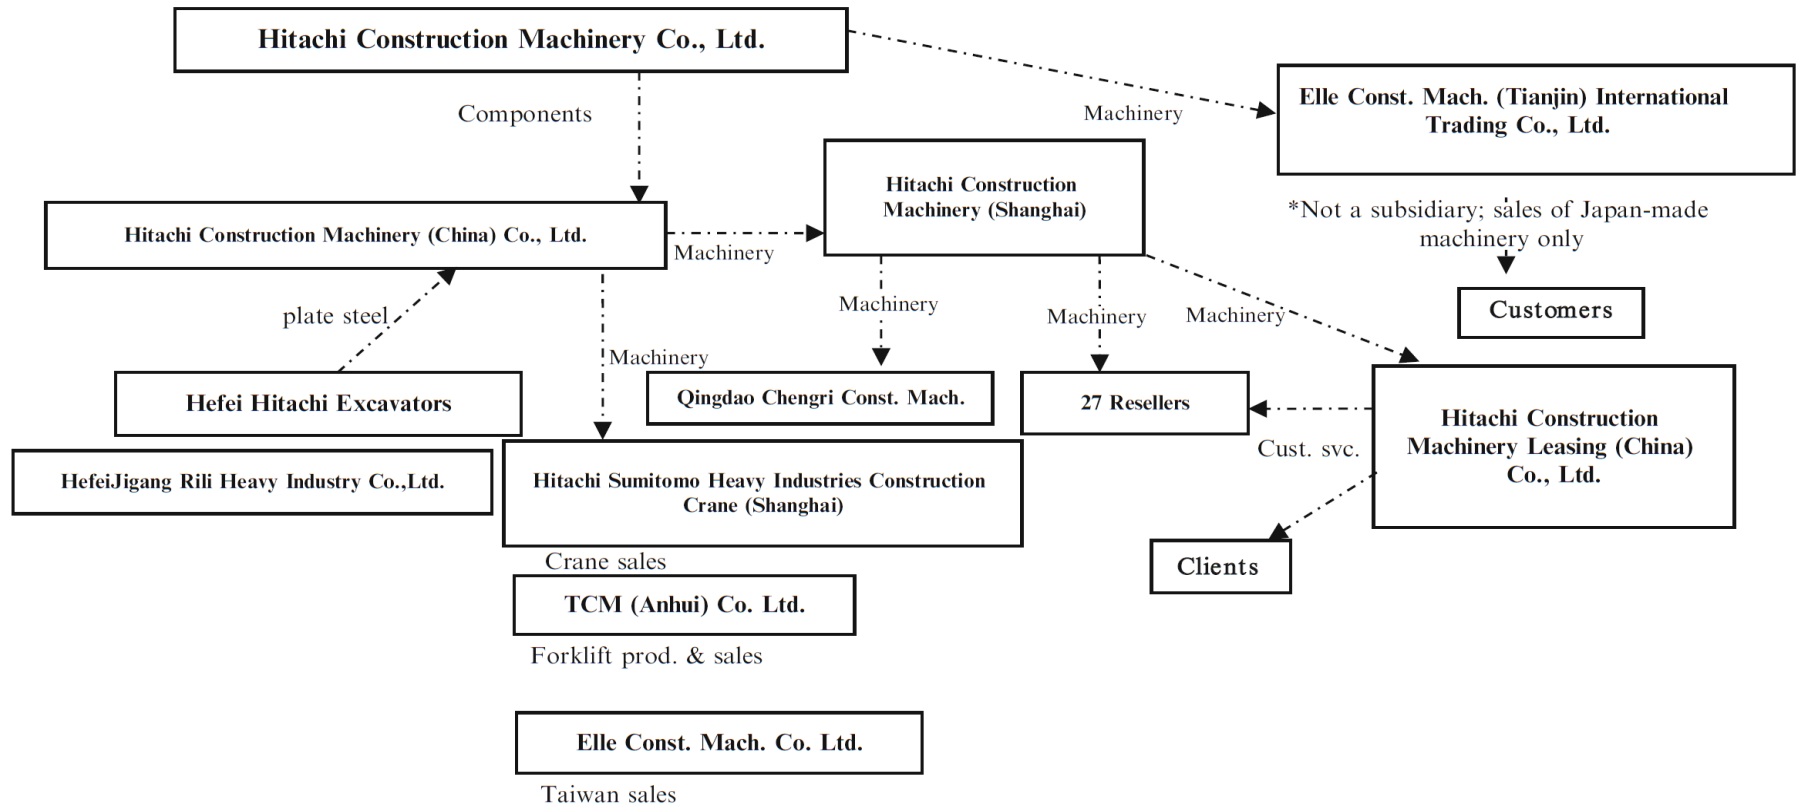 Hitachi Construction Machinery Co., Ltd.
Components
Machinery
Elle Const. Mach. (Tianjin) International
Trading Co., Ltd.
Hitachi Construction
Machinery (Shanghai)
*Not a subsidiary; sales of Japan-made
machinery only
Hitachi Construction Machinery (China) Co., Ltd.
Machinery
plate steel
Machinery
Machinery
Machinery
Machinery
Customers
Hefei Hitachi Excavators
Qingdao Chengri Const. Mach.
27 Resellers
Hitachi Construction
Machinery Leasing (China)
Co., Ltd.
Cust. svc.
HefeiJigang Rili Heavy Industry Co.,Ltd.
Hitachi Sumitomo Heavy Industries Construction
Crane (Shanghai)
Crane sales
Clients
TCM (Anhui) Co. Ltd.
Forklift prod. & sales
Elle Const. Mach. Co. Ltd.
Taiwan sales